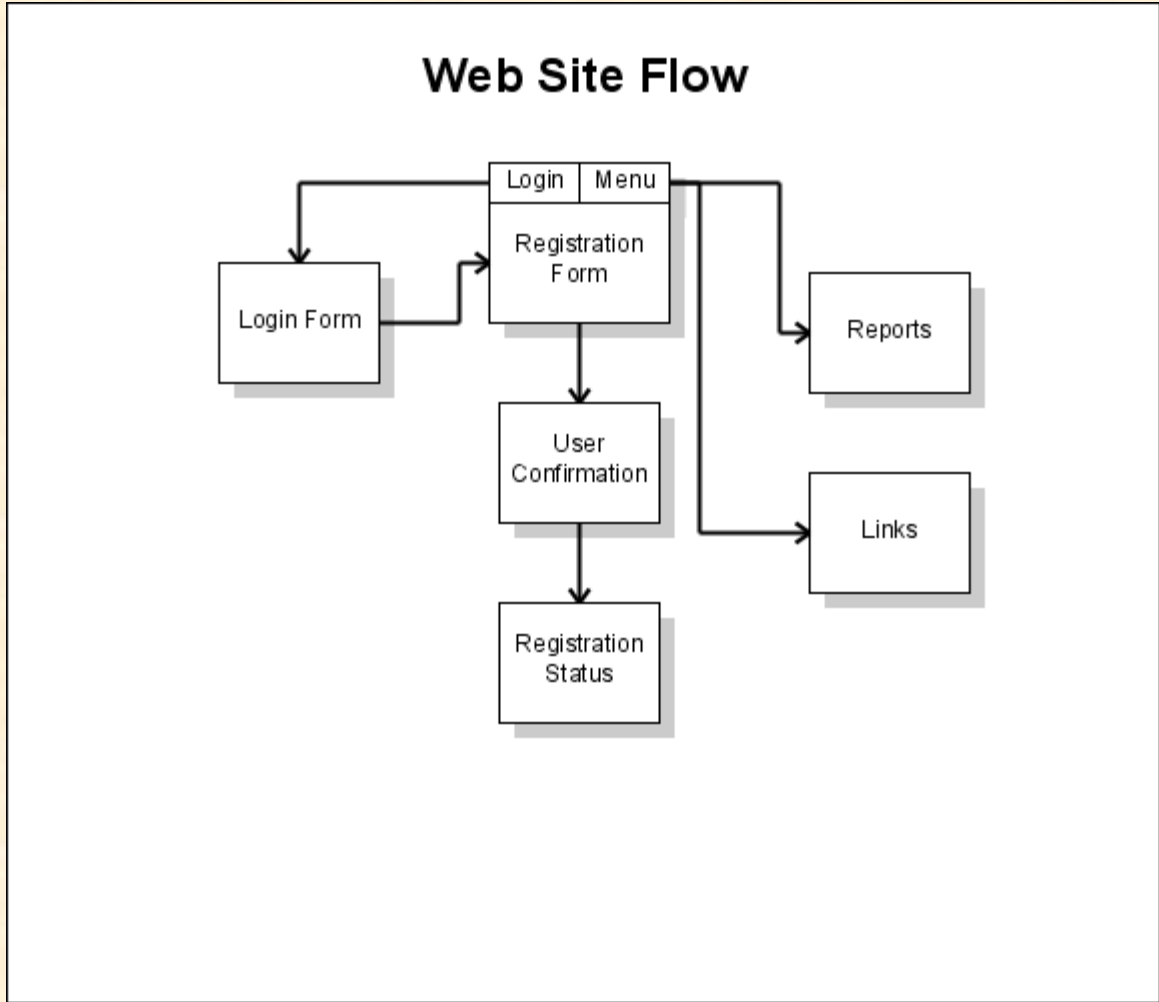 Web Site Flow
Login Menu
Registration
Form
Login Form
Reports
User
Confirmation
Links
Registration
Status